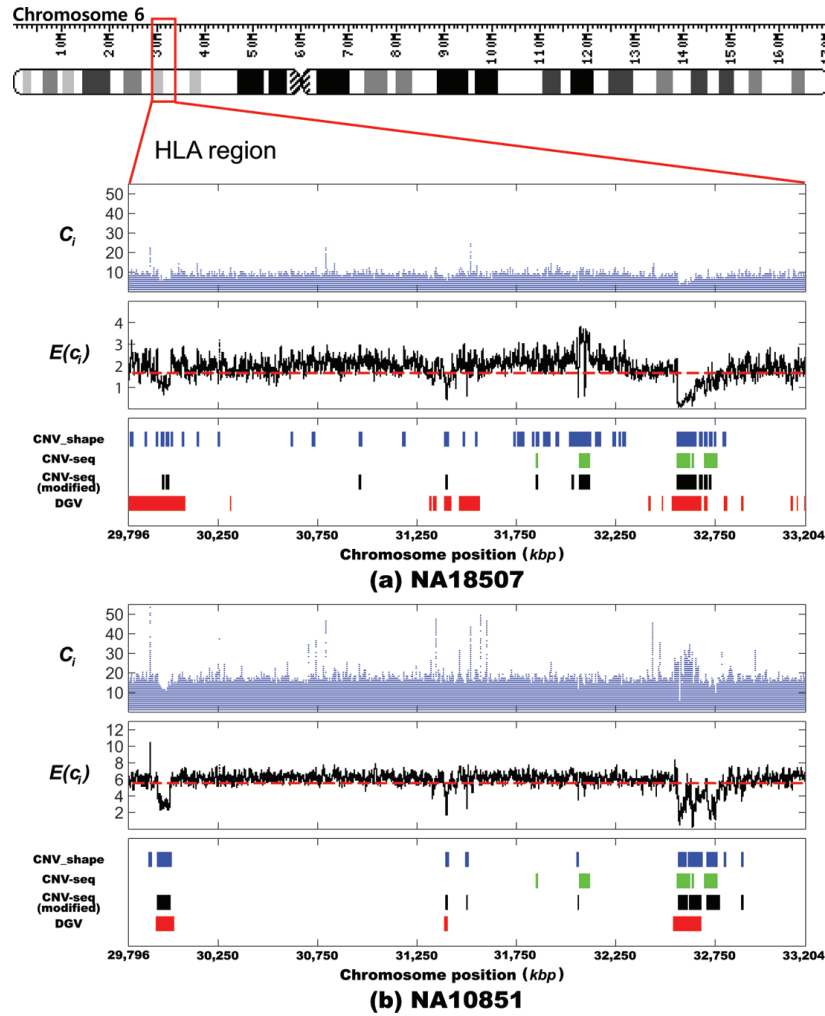 Chromosome 6
10M 20M 30M 40M 50M 60M 70M 80M 90M 100M 110M 120M 130M 140M 150M 160M 170M
HLA region
50
40
C_i 30
20
10
4
E(c_i) 3
2
1
CNV_shape
CNV-seq
CNV-seq
(modified)
DGV
29,796 30,250 30,750 31,250 31,750 32,250 32,750 33,204
Chromosome position (kbp)
(a) NA18507
50
40
C_i 30
20
10
12
10
8
E(c_i) 6
4
2
CNV_shape
CNV-seq
CNV-seq
(modified)
DGV
29,796 30,250 30,750 31,250 31,750 32,250 32,750 33,204
Chromosome position (kbp)
(b) NA10851